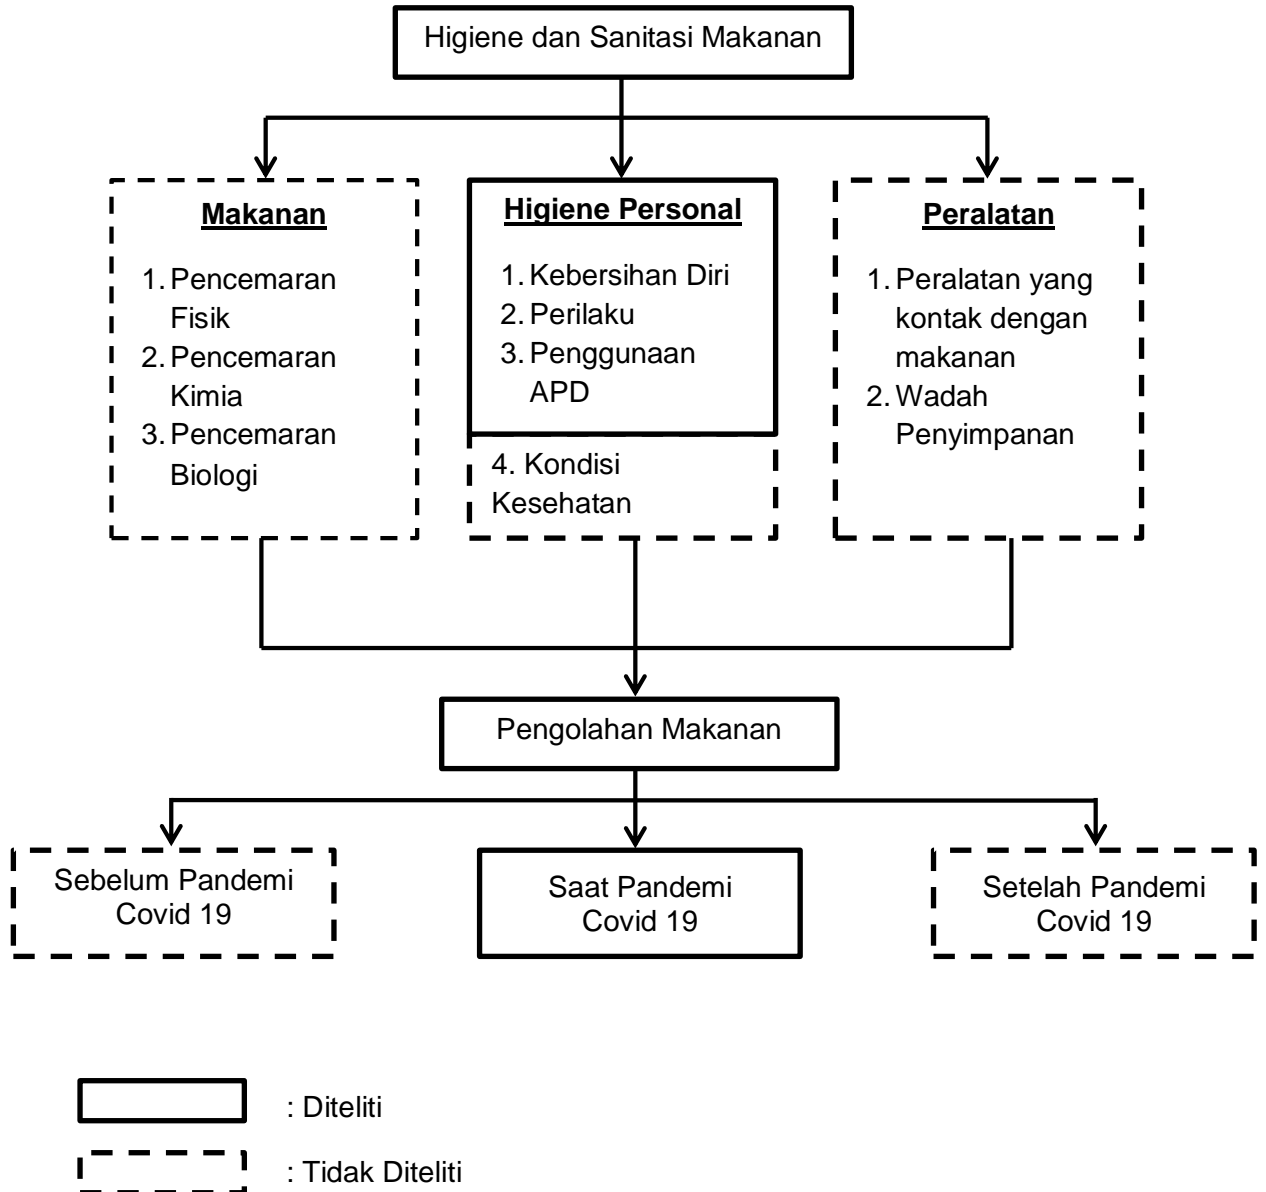 Higiene dan Sanitasi Makanan
Makanan
1. Pencemaran
Fisik
2. Pencemaran
Kimia
3. Pencemaran
Biologi
Higiene Personal
1. Kebersihan Diri
2. Perilaku
3. Penggunaan
APD
4. Kondisi
Kesehatan
Peralatan
1. Peralatan yang
kontak dengan
makanan
2. Wadah
Penyimpanan
Pengolahan Makanan
Sebelum Pandemi
Covid 19
Saat Pandemi
Covid 19
Setelah Pandemi
Covid 19
: Diteliti
: Tidak Diteliti